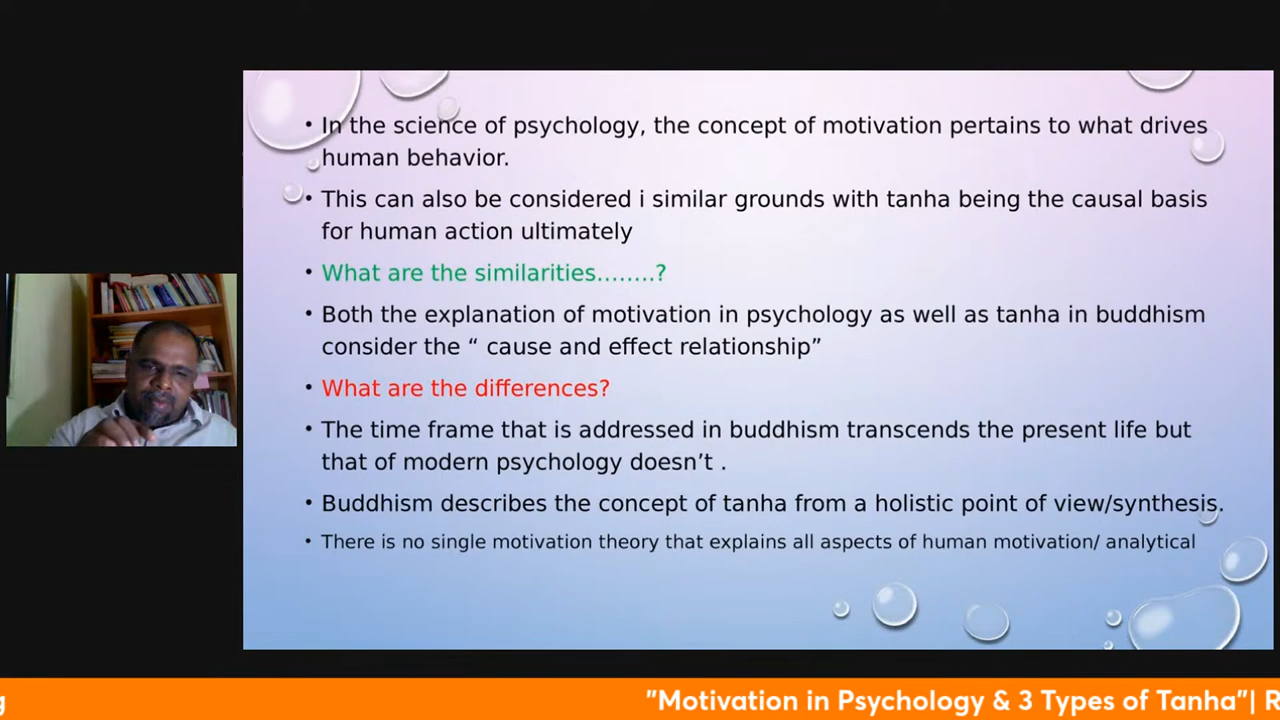 • In the science of psychology, the concept of motivation pertains to what drives
human behavior.
• This can also be considered i similar grounds with tanha being the causal basis
for human action ultimately
• What are the similarities........?
• Both the explanation of motivation in psychology as well as tanha in buddhism
consider the “ cause and effect relationship”
• What are the differences?
• The time frame that is addressed in buddhism transcends the present life but
that of modern psychology doesn’t .
• Buddhism describes the concept of tanha from a holistic point of view/synthesis.
• There is no single motivation theory that explains all aspects of human motivation/ analytical
g "Motivation in Psychology & 3 Types of Tanha"| R